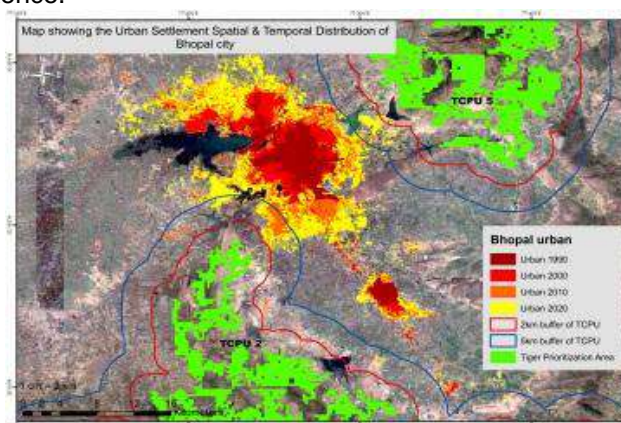 ence.
Map showing the Urban Settlement Spatial & Temporal Distribution of
Bhopal city
TCPU 5
TCPU 2
Bhopal urban
Urban 1990
Urban 2000
Urban 2010
Urban 2020
2km buffer of TCPU
5km buffer of TCPU
Tiger Prioritization Area